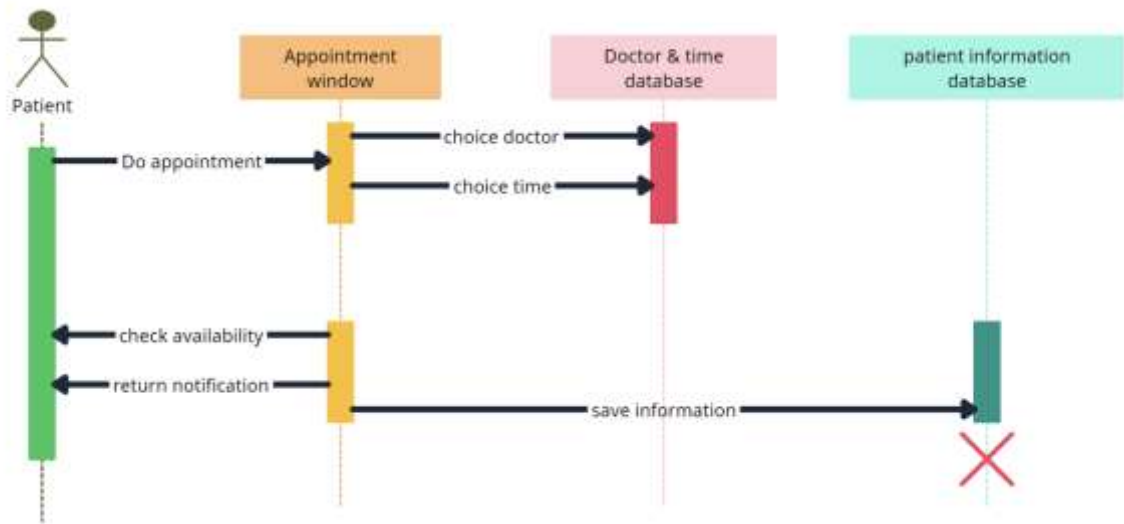 Patient
Appointment
window
Doctor & time
database
patient information
database
choice doctor
Do appointment
choice time
check availability
return notification
save information